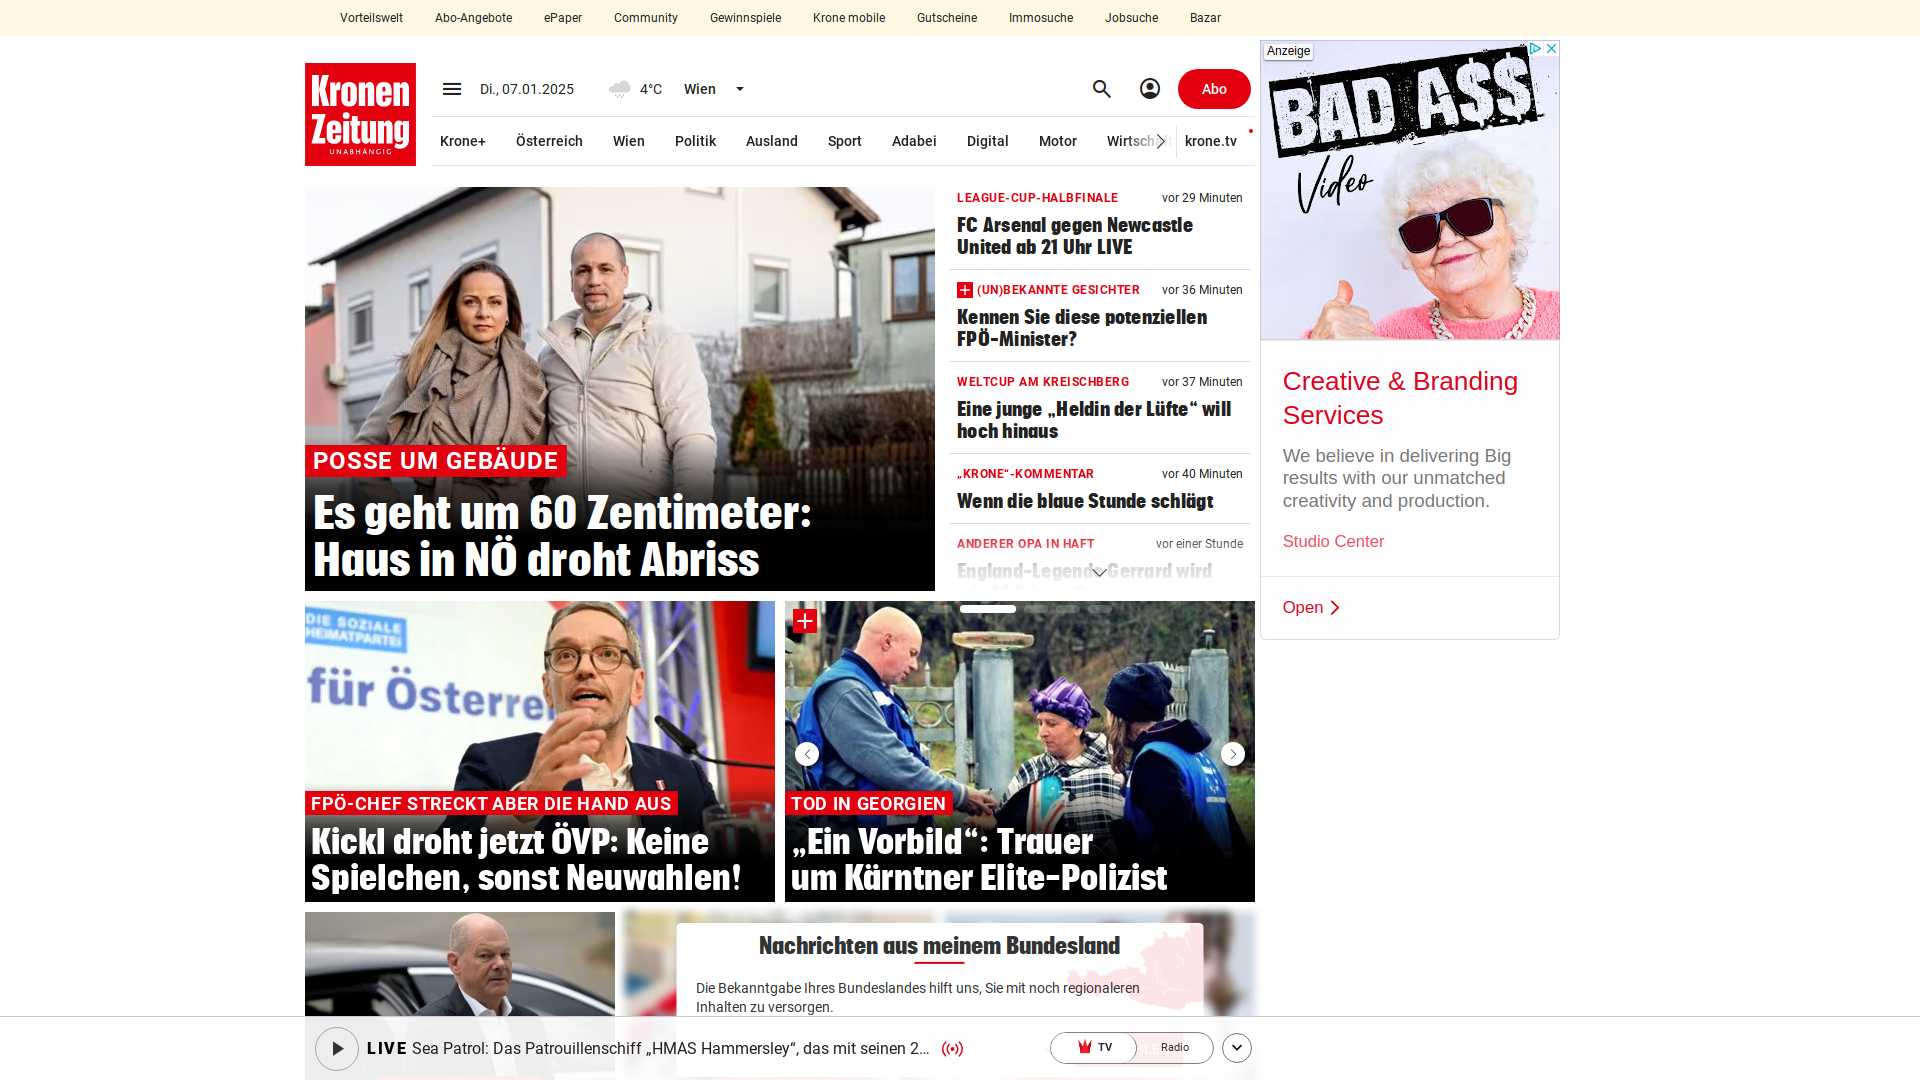 Vorteilswelt
Abo-Angebote
ePaper
Community
Gewinnspiele
Krone mobile
Gutscheine
Immosuche
Jobsuche
Bazar
Kronen
Zeitung
UNABHÄNGIG
Di., 07.01.2025
4°C
Wien
Abo
Krone+
Österreich
Wien
Politik
Ausland
Sport
Adabei
Digital
Motor
Wirtschaft
krone.tv
POSSE UM GEBÄUDE
Es geht um 60 Zentimeter:
Haus in NÖ droht Abriss
LEAGUE-CUP-HALBFINALE
vor 29 Minuten
FC Arsenal gegen Newcastle
United ab 21 Uhr LIVE
(UN)BEKANNTE GESICHTER
vor 36 Minuten
Kennen Sie diese potenziellen
FPÖ-Minister?
WELTCUP AM KREISCHBERG
vor 37 Minuten
Eine junge „Heldin der Lüfte“ will
hoch hinaus
„KRONE“-KOMMENTAR
vor 40 Minuten
Wenn die blaue Stunde schlägt
ANDERER OPA IN HAFT
vor einer Stunde
England-Legende Gerrard wird
Anzeige
BAD A$$
Video
Creative & Branding
Services
We believe in delivering Big
results with our unmatched
creativity and production.
Studio Center
Open
DIE SOZIALE
HEIMATPARTEI
für Österrei
FPÖ-CHEF STRECKT ABER DIE HAND AUS
Kickl droht jetzt ÖVP: Keine
Spielchen, sonst Neuwahlen!
TOD IN GEORGIEN
„Ein Vorbild“: Trauer
um Kärntner Elite-Polizist
Nachrichten aus meinem Bundesland
Die Bekanntgabe Ihres Bundeslandes hilft uns, Sie mit noch regionaleren
Inhalten zu versorgen.
LIVE Sea Patrol: Das Patrouillenschiff „HMAS Hammersley“, das mit seinen 2...
TV
Radio